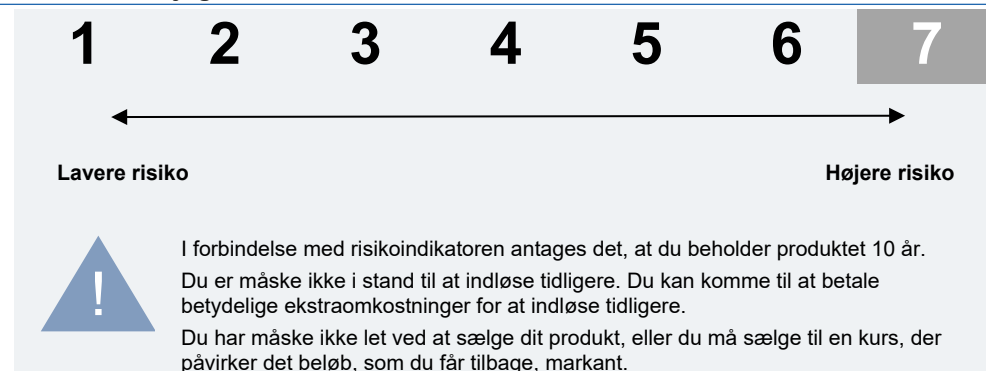 1 2 3 4 5 6 7
Lavere risiko Højere risiko
!
I forbindelse med risikoindikatoren antages det, at du beholder produktet 10 år.
Du er måske ikke i stand til at indløse tidligere. Du kan komme til at betale
betydelige ekstraomkostninger for at indløse tidligere.
Du har måske ikke let ved at sælge dit produkt, eller du må sælge til en kurs, der
påvirker det beløb, som du får tilbage, markant.